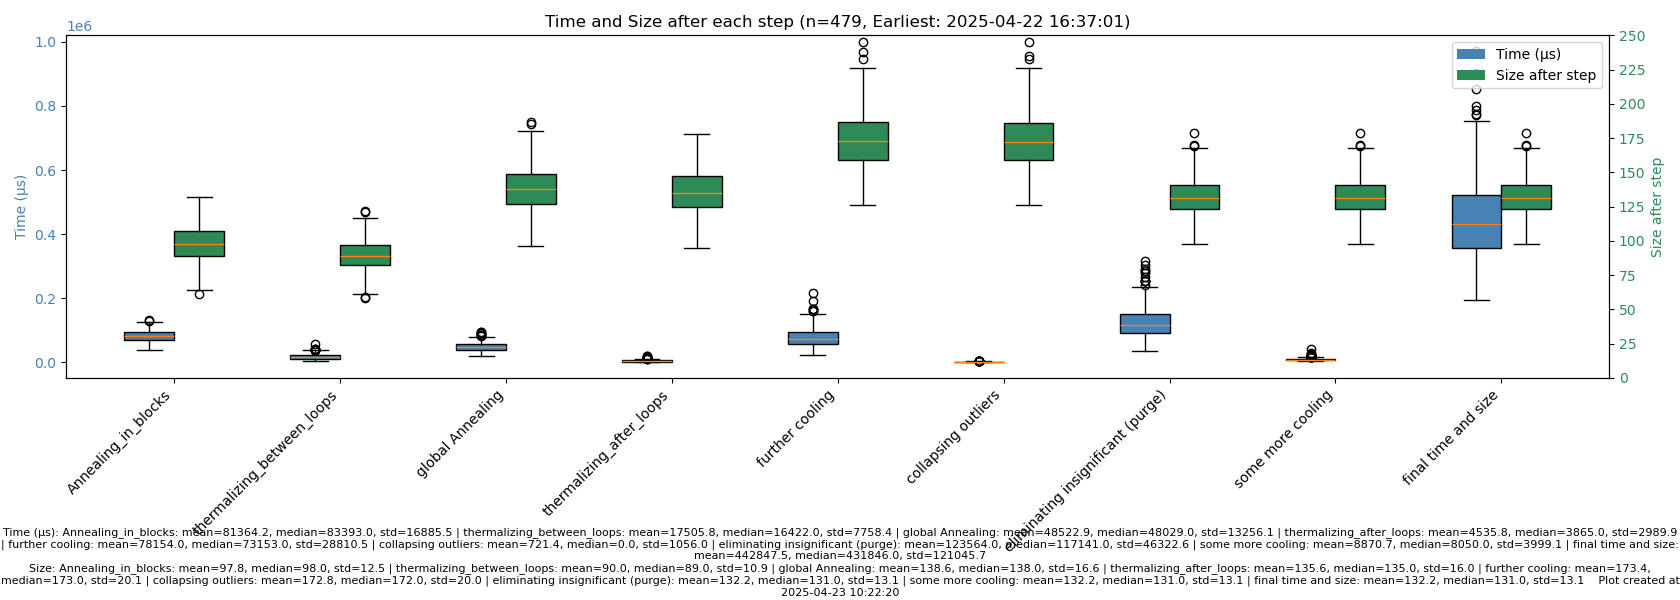 Time and Size after each step (n=479, Earliest: 2025-04-22 16:37:01)
1e6
1.0
0.8
0.6
0.4
0.2
0.0
Time (μs)
250
225
200
175
150
125
100
75
50
25
0
Size after step
Time (μs)
Size after step
Annealing_in_blocks
thermalizing_between_loops
global Annealing
thermalizing_after_loops
further cooling
collapsing outliers
eliminating insignificant (purge)
some more cooling
final time and size
Time (μs): Annealing_in_blocks: mean=81364.2, median=83393.0, std=16885.5 | thermalizing_between_loops: mean=17505.8, median=16422.0, std=7758.4 | global Annealing: mean=48522.9, median=48029.0, std=13256.1 | thermalizing_after_loops: mean=4535.8, median=3865.0, std=2989.9
| further cooling: mean=78154.0, median=73153.0, std=28810.5 | collapsing outliers: mean=721.4, median=0.0, std=1056.0 | eliminating insignificant (purge): mean=123564.0, median=117141.0, std=46322.6 | some more cooling: mean=8870.7, median=8050.0, std=3999.1 | final time and size:
mean=442847.5, median=431846.0, std=121045.7
Size: Annealing_in_blocks: mean=97.8, median=98.0, std=12.5 | thermalizing_between_loops: mean=90.0, median=89.0, std=10.9 | global Annealing: mean=138.6, median=138.0, std=16.6 | thermalizing_after_loops: mean=135.6, median=135.0, std=16.0 | further cooling: mean=173.4,
median=173.0, std=20.1 | collapsing outliers: mean=172.8, median=172.0, std=20.0 | eliminating insignificant (purge): mean=132.2, median=131.0, std=13.1 | some more cooling: mean=132.2, median=131.0, std=13.1 | final time and size: mean=132.2, median=131.0, std=13.1    Plot created at
2025-04-23 10:22:20